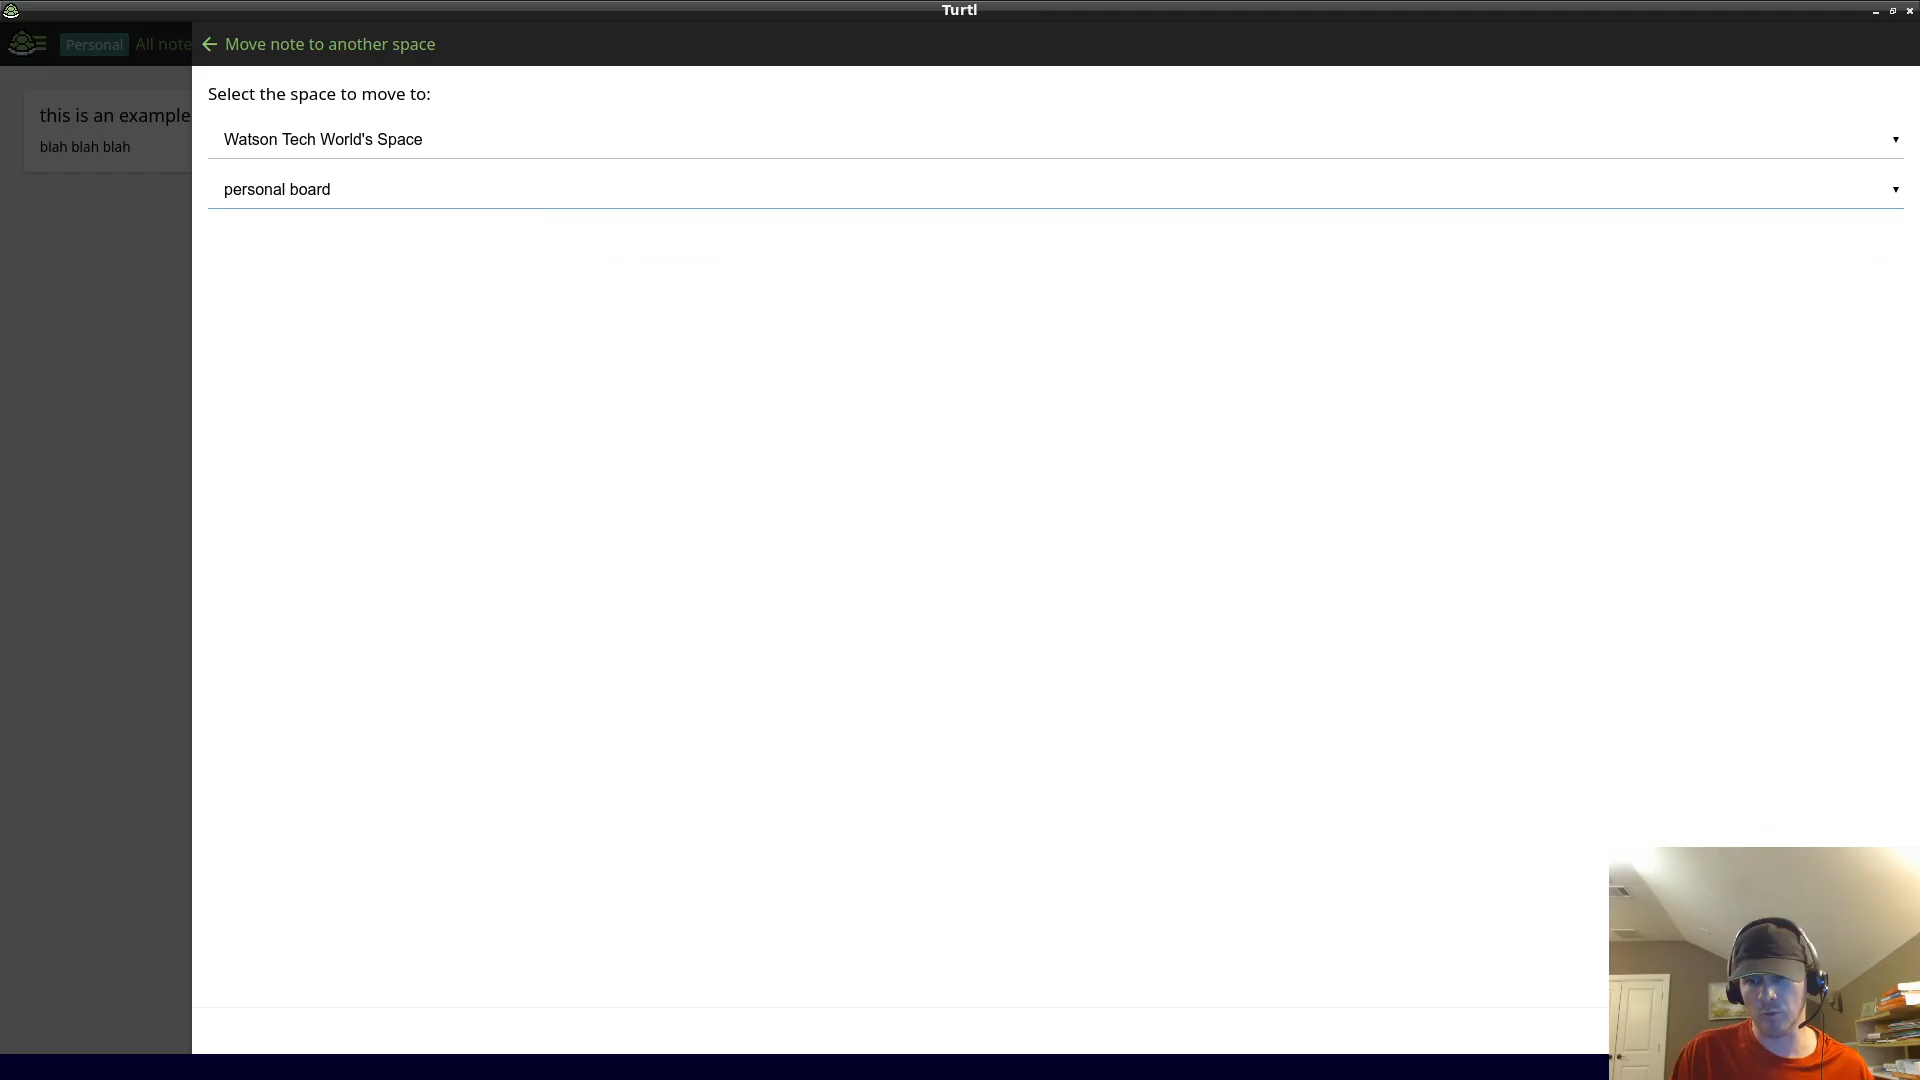 Turtl
Personal All note
Move note to another space
this is an example
blah blah blah
Select the space to move to:
Watson Tech World's Space
personal board